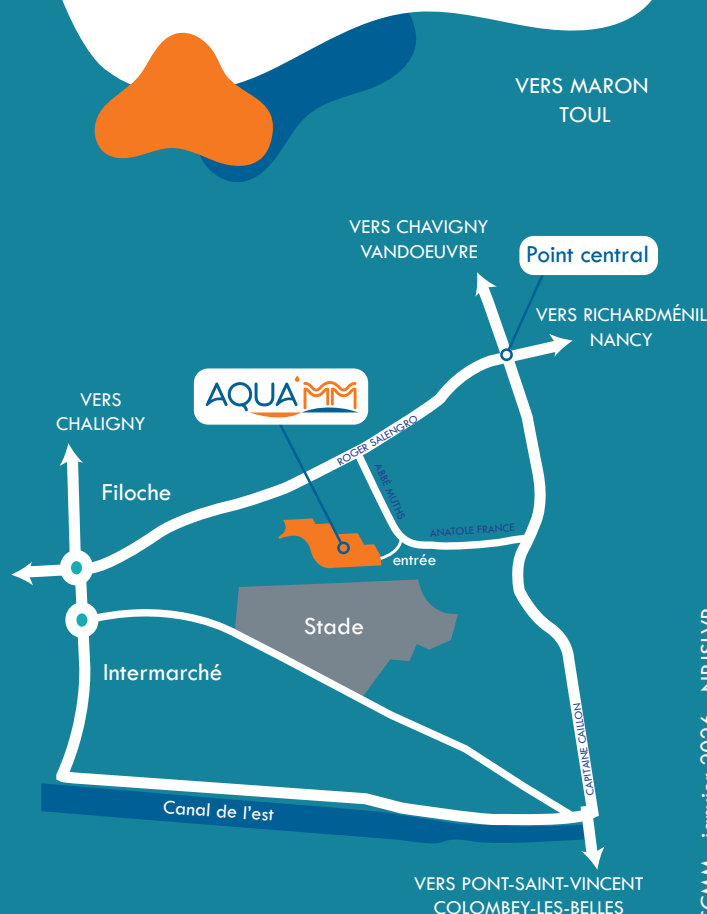 VERS MARON
TOUL
VERS CHAVIGNY
VANDOEUVRE
Point central
VERS RICHARDMÉNIL
NANCY
AQUA'MM
VERS
CHALIGNY
ROGER SALENGRO
Filoche
ABBÉ MUTHS
ANATOLE FRANCE
entrée
Stade
Intermarché
CAPITAINE CAILLON
Canal de l'est
VERS PONT-SAINT-VINCENT
COLOMBEY-LES-BELLES